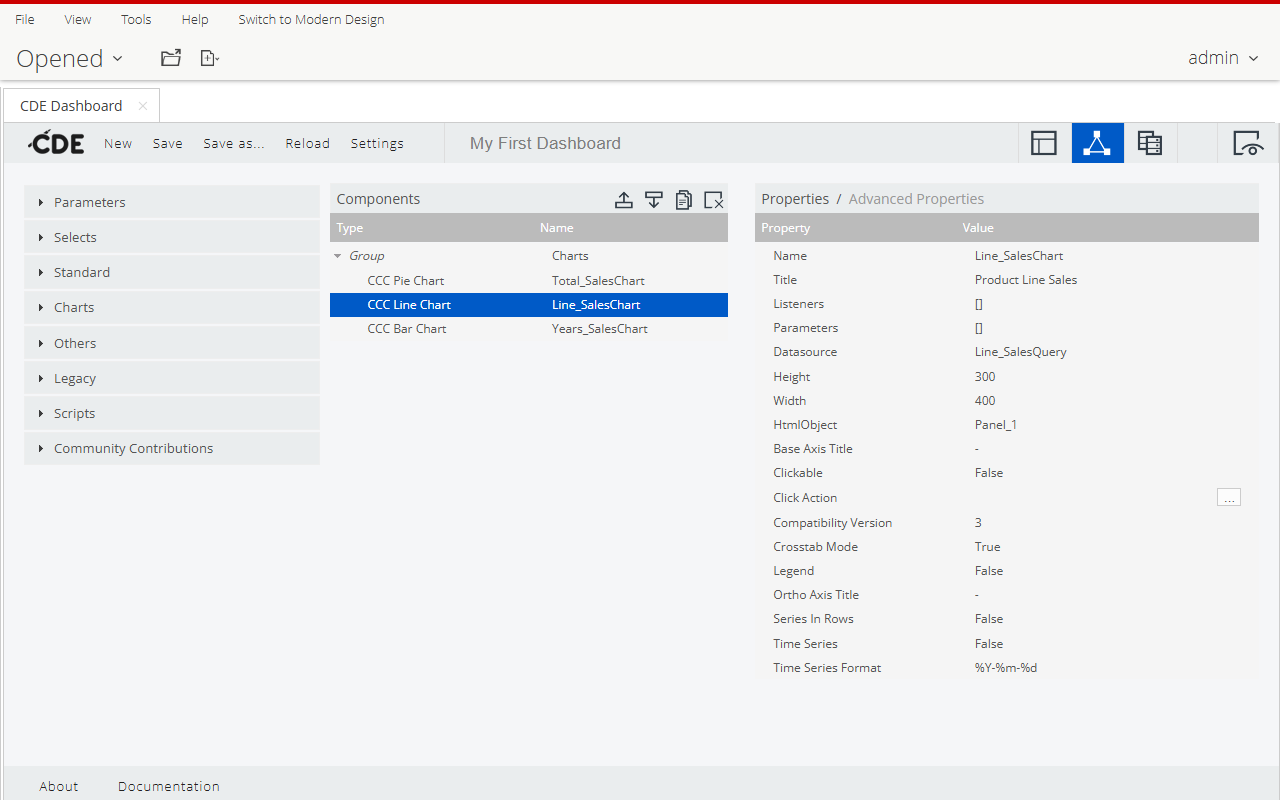 File View Tools Help Switch to Modern Design
Opened admin
CDE Dashboard
CDE New Save Save as... Reload Settings My First Dashboard
Parameters
Selects
Standard
Charts
Others
Legacy
Scripts
Community Contributions
Components
Type Name
Group Charts
CCC Pie Chart Total_SalesChart
CCC Line Chart Line_SalesChart
CCC Bar Chart Years_SalesChart
Properties / Advanced Properties
Property Value
Name Line_SalesChart
Title Product Line Sales
Listeners []
Parameters []
Datasource Line_SalesQuery
Height 300
Width 400
HtmlObject Panel_1
Base Axis Title -
Clickable False
Click Action ...
Compatibility Version 3
Crosstab Mode True
Legend False
Ortho Axis Title -
Series In Rows False
Time Series False
Time Series Format %Y-%m-%d
About Documentation